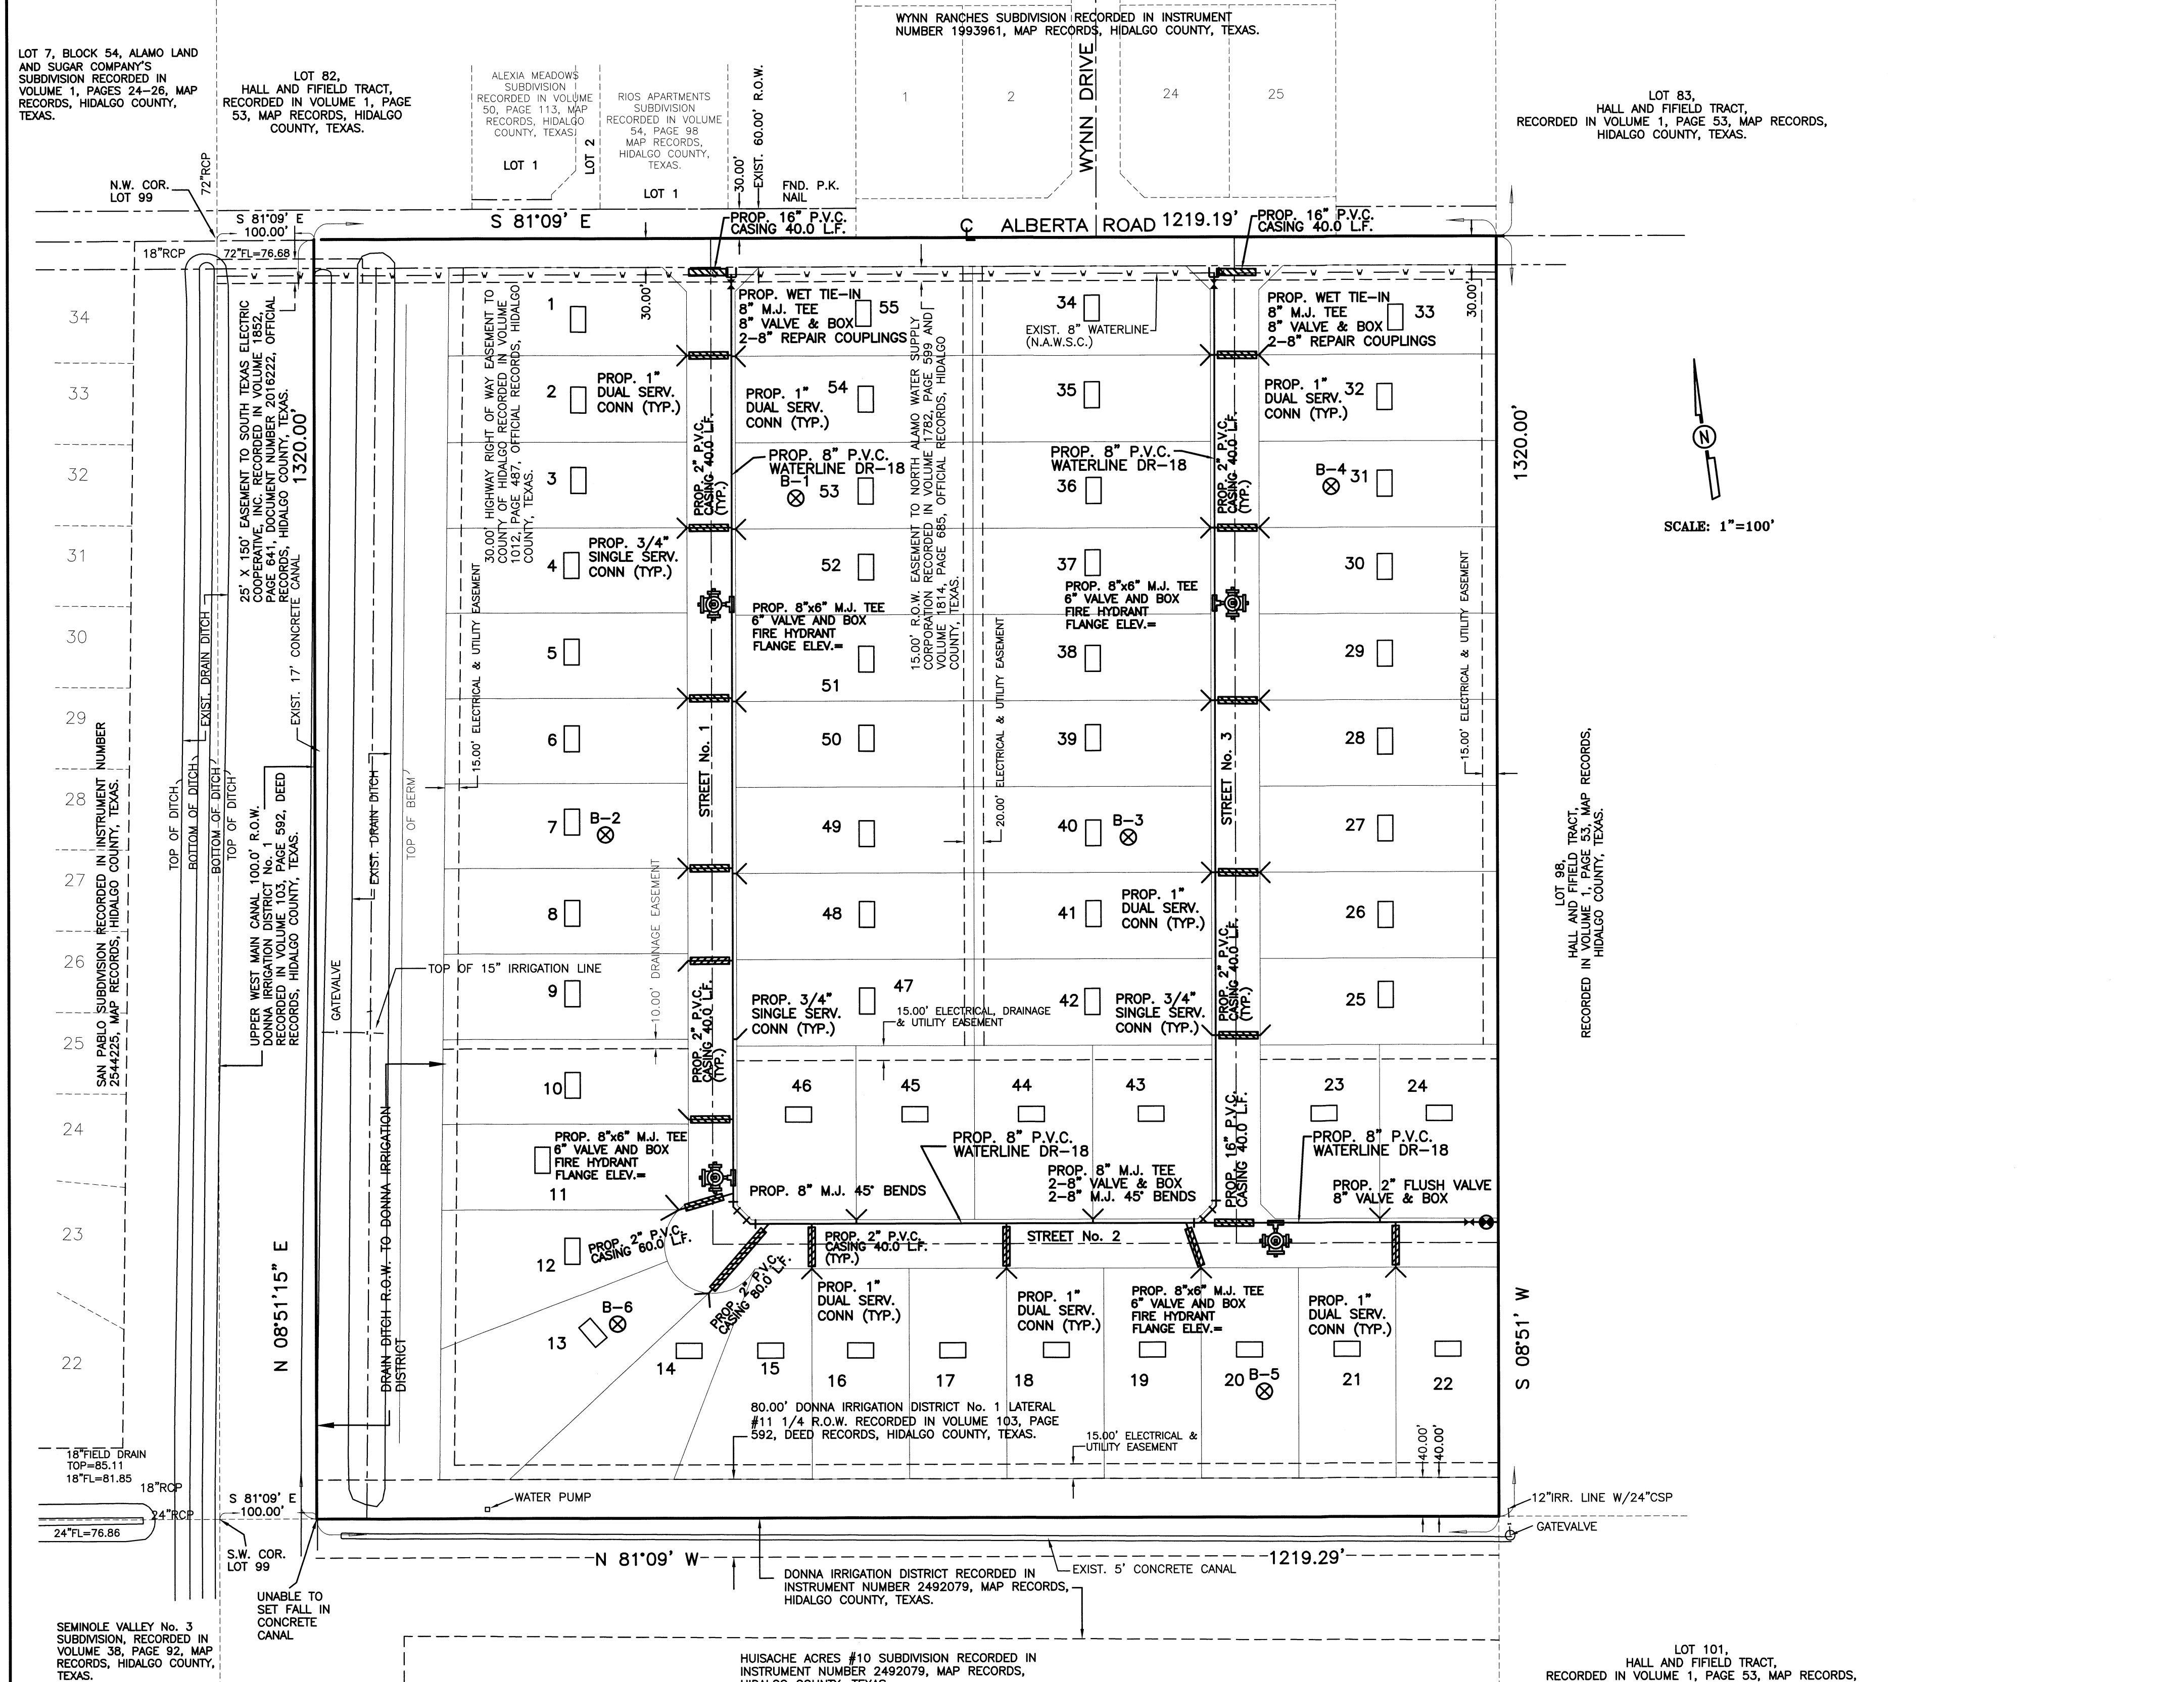 WYNN RANCHES SUBDIVISION RECORDED IN INSTRUMENT
NUMBER 1993961, MAP RECORDS, HIDALGO COUNTY, TEXAS.
LOT 7, BLOCK 54, ALAMO LAND
AND SUGAR COMPANY'S
SUBDIVISION RECORDED IN
VOLUME 1, PAGES 24-26, MAP
RECORDS, HIDALGO COUNTY,
TEXAS.
LOT 82,
HALL AND FIFIELD TRACT,
RECORDED IN VOLUME 1, PAGE
53, MAP RECORDS, HIDALGO
COUNTY, TEXAS.
ALEXIA MEADOWS
SUBDIVISION
RECORDED IN VOLUME
50, PAGE 113, MAP
RECORDS, HIDALGO
COUNTY, TEXAS.
LOT 1
LOT 2
RIOS APARTMENTS
SUBDIVISION
RECORDED IN VOLUME
54, PAGE 98
MAP RECORDS,
HIDALGO COUNTY,
TEXAS.
LOT 1
30.00'
EXIST. 60.00' R.O.W.
FND. P.K.
NAIL
1
2
WYNN DRIVE
24
25
LOT 83,
HALL AND FIFIELD TRACT,
RECORDED IN VOLUME 1, PAGE 53, MAP RECORDS,
HIDALGO COUNTY, TEXAS.
N.W. COR.
LOT 99
72"RCP
S 81°09' E
100.00'
S 81°09' E
PROP. 16" P.V.C.
CASING 40.0 L.F.
ALBERTA ROAD
1219.19'
PROP. 16" P.V.C.
CASING 40.0 L.F.
18"RCP
72"FL=76.68
30.00'
30.00'
34
33
32
31
30
29
28
27
26
25
24
23
22
SAN PABLO SUBDIVISION RECORDED IN INSTRUMENT NUMBER
2544225, MAP RECORDS, HIDALGO COUNTY, TEXAS.
TOP OF DITCH
BOTTOM OF DITCH
BOTTOM OF DITCH
TOP OF DITCH
EXIST. DRAIN DITCH
25' X 150' EASEMENT TO SOUTH TEXAS ELECTRIC
COOPERATIVE, INC. RECORDED IN VOLUME 1852,
PAGE 641, DOCUMENT NUMBER 2016222, OFFICIAL
RECORDS, HIDALGO COUNTY, TEXAS.
1320.00'
EXIST. 17' CONCRETE CANAL
UPPER WEST MAIN CANAL 100.0' R.O.W.
DONNA IRRIGATION DISTRICT No. 1
RECORDED IN VOLUME 103, PAGE 592, DEED
RECORDS, HIDALGO COUNTY, TEXAS.
EXIST. DRAIN DITCH
TOP OF BERM
GATEVALVE
TOP OF 15" IRRIGATION LINE
DRAIN DITCH R.O.W. TO DONNA IRRIGATION
DISTRICT
N 08°51'15" E
15.00' ELECTRICAL & UTILITY EASEMENT
30.00' HIGHWAY RIGHT OF WAY EASEMENT TO
COUNTY OF HIDALGO RECORDED IN VOLUME
1012, PAGE 487, OFFICIAL RECORDS, HIDALGO
COUNTY, TEXAS.
1
PROP. WET TIE-IN
8" M.J. TEE
8" VALVE & BOX
2-8" REPAIR COUPLINGS
55
34
EXIST. 8" WATERLINE
(N.A.W.S.C.)
PROP. WET TIE-IN
8" M.J. TEE
8" VALVE & BOX
2-8" REPAIR COUPLINGS
33
2
PROP. 1"
DUAL SERV.
CONN (TYP.)
PROP. 1"
DUAL SERV.
CONN (TYP.)
54
35
PROP. 1"
DUAL SERV.
CONN (TYP.)
32
3
PROP. 2" P.V.C.
CASING 40.0 L.F.
(TYP.)
PROP. 8" P.V.C.
WATERLINE DR-18
B-1
53
PROP. 8" P.V.C.
WATERLINE DR-18
36
PROP. 2" P.V.C.
CASING 40.0 L.F.
(TYP.)
B-4
31
1320.00'
N
SCALE: 1"=100'
15.00' R.O.W. EASEMENT TO NORTH ALAMO WATER SUPPLY
CORPORATION RECORDED IN VOLUME 1782, PAGE 599 AND
VOLUME 1814, PAGE 685, OFFICIAL RECORDS, HIDALGO
COUNTY, TEXAS.
4
PROP. 3/4"
SINGLE SERV.
CONN (TYP.)
52
37
30
PROP. 8"x6" M.J. TEE
6" VALVE AND BOX
FIRE HYDRANT
FLANGE ELEV.=
PROP. 8"x6" M.J. TEE
6" VALVE AND BOX
FIRE HYDRANT
FLANGE ELEV.=
5
51
38
29
20.00' ELECTRICAL & UTILITY EASEMENT
15.00' ELECTRICAL & UTILITY EASEMENT
6
STREET No. 1
50
39
STREET No. 3
28
7
B-2
49
40
B-3
27
LOT 98,
HALL AND FIFIELD TRACT,
RECORDED IN VOLUME 1, PAGE 53, MAP RECORDS,
HIDALGO COUNTY, TEXAS.
8
10.00' DRAINAGE EASEMENT
48
41
PROP. 1"
DUAL SERV.
CONN (TYP.)
26
9
PROP. 2" P.V.C.
CASING 40.0 L.F.
(TYP.)
PROP. 3/4"
SINGLE SERV.
CONN (TYP.)
47
15.00' ELECTRICAL, DRAINAGE
& UTILITY EASEMENT
42
PROP. 3/4"
SINGLE SERV.
CONN (TYP.)
PROP. 2" P.V.C.
CASING 40.0 L.F.
(TYP.)
25
10
46
45
44
43
PROP. 16" P.V.C.
CASING 40.0 L.F.
23
24
PROP. 8"x6" M.J. TEE
6" VALVE AND BOX
FIRE HYDRANT
FLANGE ELEV.=
11
PROP. 8" M.J. 45° BENDS
PROP. 8" P.V.C.
WATERLINE DR-18
PROP. 8" M.J. TEE
2-8" VALVE & BOX
2-8" M.J. 45° BENDS
PROP. 8" P.V.C.
WATERLINE DR-18
PROP. 2" FLUSH VALVE
8" VALVE & BOX
12
PROP. 2" P.V.C.
CASING 60.0 L.F.
PROP. 2" P.V.C.
CASING 80.0 L.F.
PROP. 2" P.V.C.
CASING 40.0 L.F.
(TYP.)
STREET No. 2
PROP. 1"
DUAL SERV.
CONN (TYP.)
PROP. 1"
DUAL SERV.
CONN (TYP.)
PROP. 8"x6" M.J. TEE
6" VALVE AND BOX
FIRE HYDRANT
FLANGE ELEV.=
PROP. 1"
DUAL SERV.
CONN (TYP.)
S 08°51' W
B-6
13
14
15
16
17
18
19
20
B-5
21
22
80.00' DONNA IRRIGATION DISTRICT No. 1 LATERAL
#11 1/4 R.O.W. RECORDED IN VOLUME 103, PAGE
592, DEED RECORDS, HIDALGO COUNTY, TEXAS.
15.00' ELECTRICAL &
UTILITY EASEMENT
40.00'
40.00'
18"FIELD DRAIN
TOP=85.11
18"FL=81.85
18"RCP
24"RCP
24"FL=76.86
S 81°09' E
100.00'
S.W. COR.
LOT 99
WATER PUMP
12"IRR. LINE W/24"CSP
GATEVALVE
N 81°09' W
1219.29'
EXIST. 5' CONCRETE CANAL
DONNA IRRIGATION DISTRICT RECORDED IN
INSTRUMENT NUMBER 2492079, MAP RECORDS,
HIDALGO COUNTY, TEXAS.
UNABLE TO
SET FALL IN
CONCRETE
CANAL
SEMINOLE VALLEY No. 3
SUBDIVISION, RECORDED IN
VOLUME 38, PAGE 92, MAP
RECORDS, HIDALGO COUNTY,
TEXAS.
HUISACHE ACRES #10 SUBDIVISION RECORDED IN
INSTRUMENT NUMBER 2492079, MAP RECORDS,
HIDALGO COUNTY, TEXAS
LOT 101,
HALL AND FIFIELD TRACT,
RECORDED IN VOLUME 1, PAGE 53, MAP RECORDS,